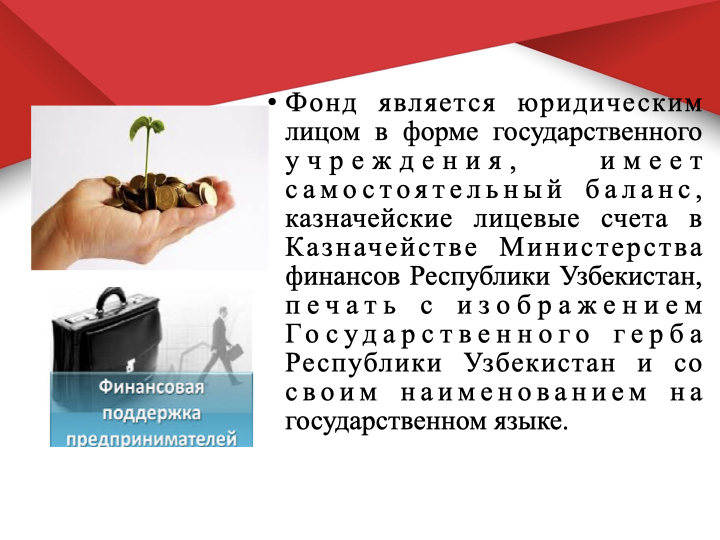 • Фонд является юридическим
лицом в форме государственного
учреждения, имеет
самостоятельный баланс,
казначейские лицевые счета в
Казначействе Министерства
финансов Республики Узбекистан,
печать с изображением
Государственного герба
Республики Узбекистан и со
своим наименованием на
государственном языке.
Финансовая
поддержка
предпринимателей